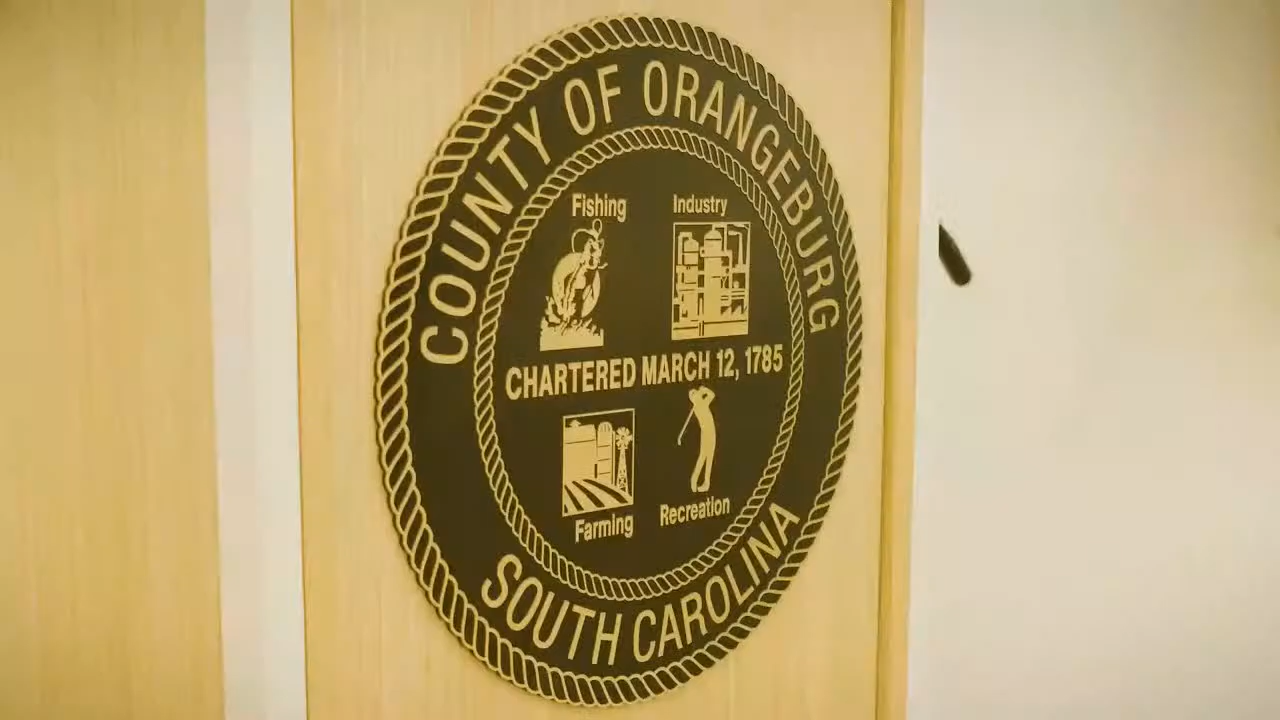 COUNTY OF ORANGEBURG
Fishing
Industry
CHARTERED MARCH 12, 1785
Farming
Recreation
SOUTH CAROLINA